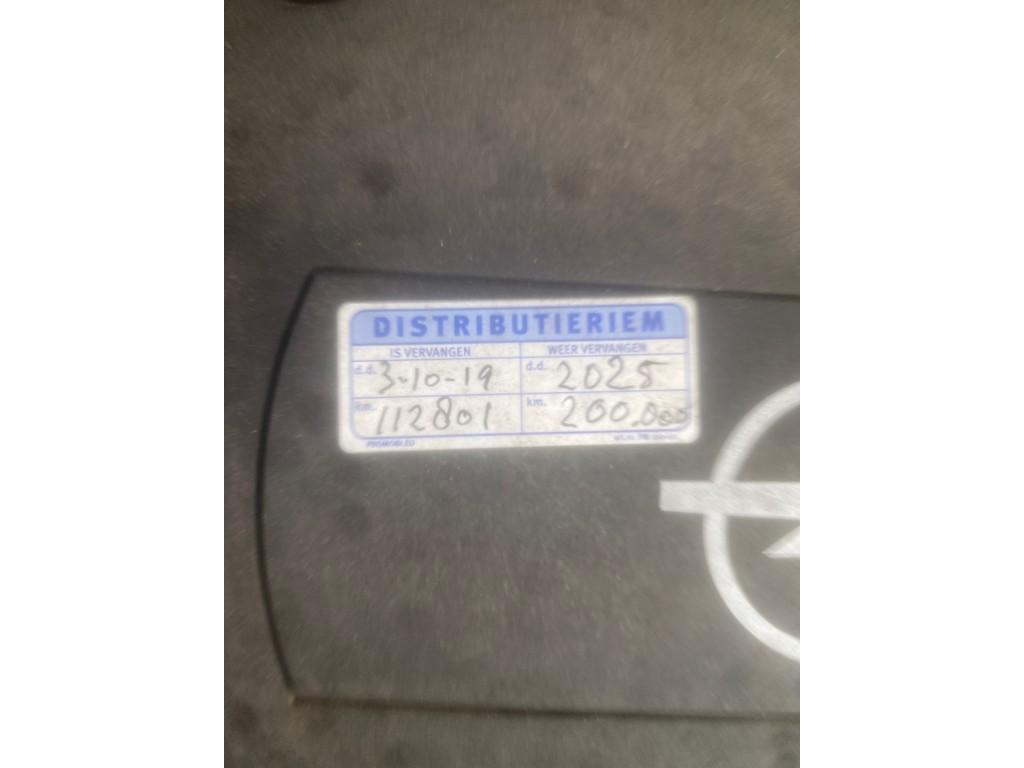 DISTRIBUTIERIEM
IS VERVANGEN WEER VERVANGEN
d.d. 3-10-19 d.d. 2025
km. 112801 km. 200.000